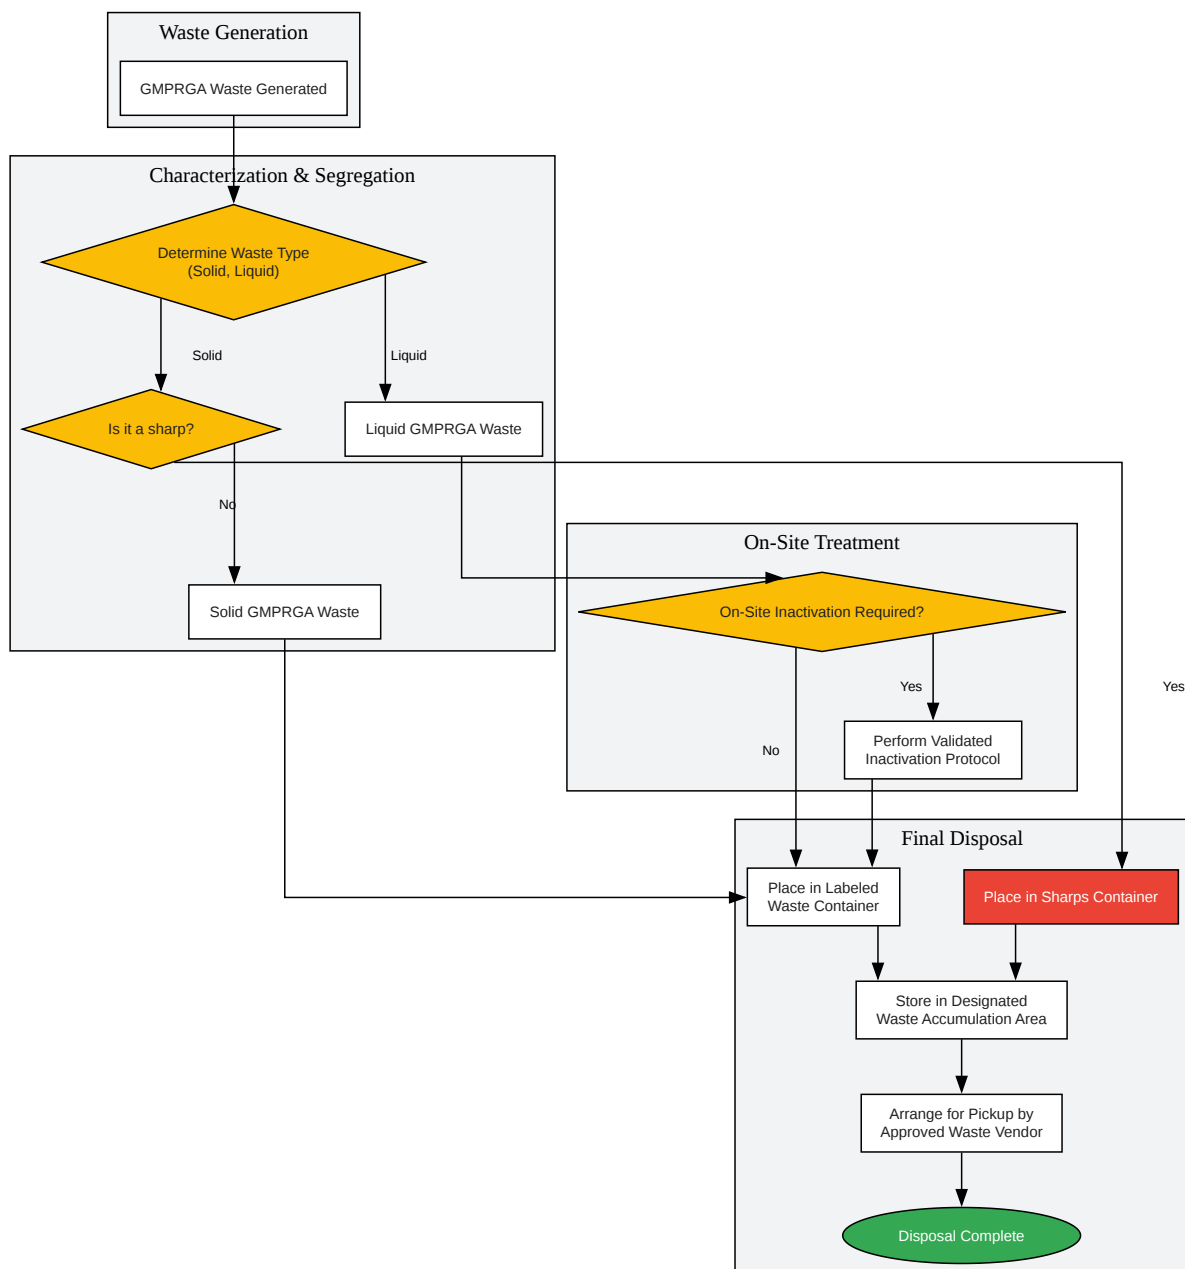 Waste Generation
GMPRGA Waste Generated
Characterization & Segregation
Determine Waste Type
(Solid, Liquid)
Solid
Liquid
Is it a sharp?
Liquid GMPRGA Waste
No
Solid GMPRGA Waste
On-Site Treatment
On-Site Inactivation Required?
Yes
Yes
No
Perform Validated
Inactivation Protocol
Final Disposal
Place in Labeled
Waste Container
Place in Sharps Container
Store in Designated
Waste Accumulation Area
Arrange for Pickup by
Approved Waste Vendor
Disposal Complete